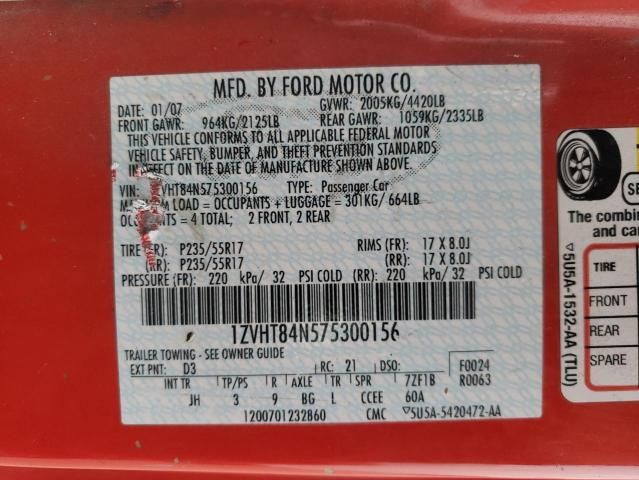 MFD. BY FORD MOTOR CO.
DATE: 01/07 GVWR: 2005KG/4420LB
FRONT GAWR: 964KG/2125LB REAR GAWR: 1059KG/2335LB
THIS VEHICLE CONFORMS TO ALL APPLICABLE FEDERAL MOTOR
VEHICLE SAFETY, BUMPER, AND THEFT PREVENTION STANDARDS
IN EFFECT ON THE DATE OF MANUFACTURE SHOWN ABOVE.
VIN: ZVHT84N575300156 TYPE: Passenger Car
LOAD = OCCUPANTS + LUGGAGE = 301KG/ 664LB
= 4 TOTAL; 2 FRONT, 2 REAR
TIRE (FR): P235/55R17 RIMS (FR): 17 X 8.0J
(RR): P235/55R17 (RR): 17 X 8.0J
PRESSURE (FR): 220 kPa/ 32 PSI COLD (RR): 220 kPa/ 32 PSI COLD
1ZVHT84N575300156
TRAILER TOWING - SEE OWNER GUIDE
EXT PNT: D3 RC: 21 DSO: F0024
INT TR TP/PS R AXLE TR SPR 7ZF1B R0063
JH 3 9 BG L CCEE 60A
1200701232860 CMC ▽5U5A-5420472-AA
▽5U5A-1532-AA (TLU)
The combin
and car
TIRE
FRONT
REAR
SPARE